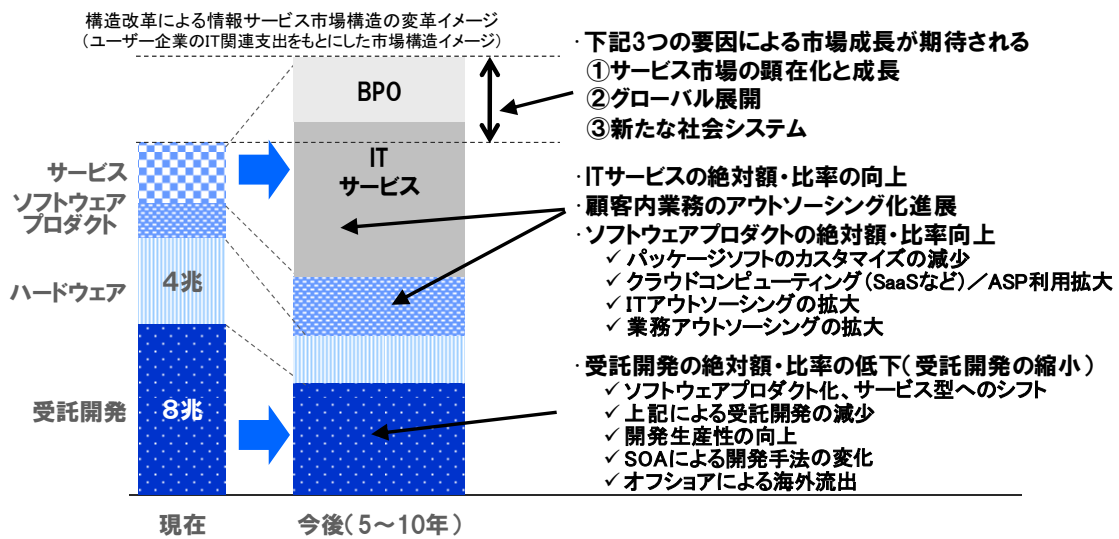 構造改革による情報サービス市場構造の変革イメージ
（ユーザー企業のIT関連支出をもとにした市場構造イメージ）
BPO
IT
サービス
サービス
ソフトウェア
プロダクト
4兆
ハードウェア
8兆
受託開発
現在
今後（5～10年）
・下記3つの要因による市場成長が期待される
①サービス市場の顕在化と成長
②グローバル展開
③新たな社会システム
・ITサービスの絶対額・比率の向上
・顧客内業務のアウトソーシング化進展
・ソフトウェアプロダクトの絶対額・比率向上
✓パッケージソフトのカスタマイズの減少
✓クラウドコンピューティング（SaaSなど）／ASP利用拡大
✓ITアウトソーシングの拡大
✓業務アウトソーシングの拡大
・受託開発の絶対額・比率の低下（受託開発の縮小）
✓ソフトウェアプロダクト化、サービス型へのシフト
✓上記による受託開発の減少
✓開発生産性の向上
✓SOAによる開発手法の変化
✓オフショアによる海外流出